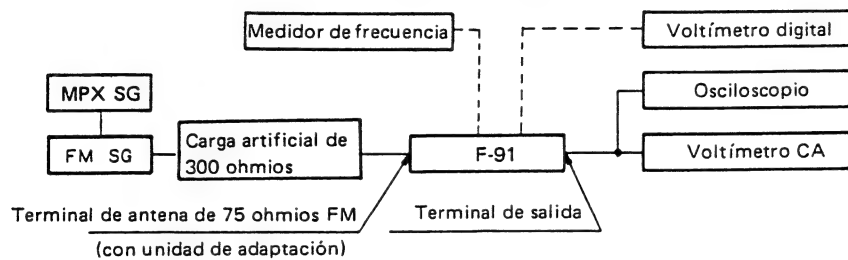 Medidor de frecuencia
Voltímetro digital
MPX SG
Osciloscopio
FM SG
Carga artificial de
300 ohmios
F-91
Voltímetro CA
Terminal de antena de 75 ohmios FM
(con unidad de adaptación)
Terminal de salida